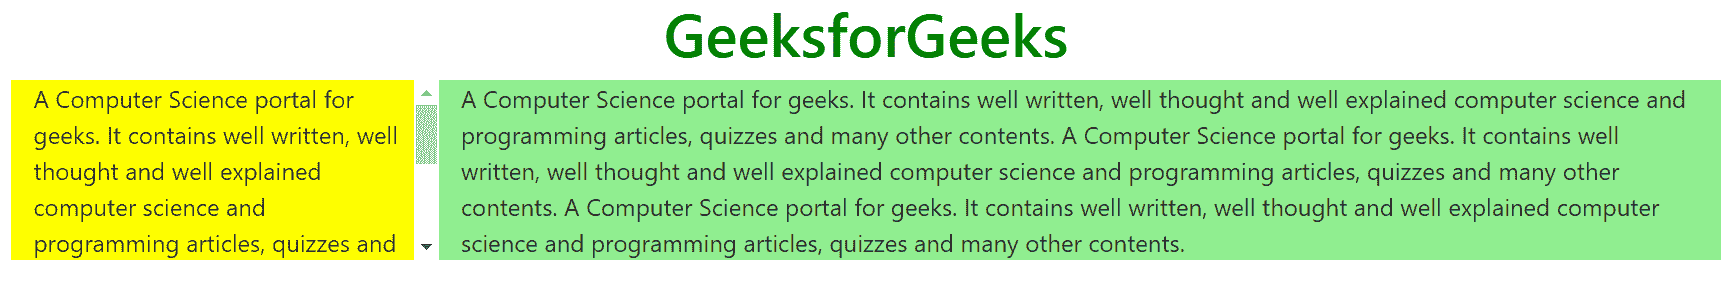 GeeksforGeeks
A Computer Science portal for
geeks. It contains well written, well
thought and well explained
computer science and
programming articles, quizzes and
A Computer Science portal for geeks. It contains well written, well thought and well explained computer science and
programming articles, quizzes and many other contents. A Computer Science portal for geeks. It contains well
written, well thought and well explained computer science and programming articles, quizzes and many other
contents. A Computer Science portal for geeks. It contains well written, well thought and well explained computer
science and programming articles, quizzes and many other contents.